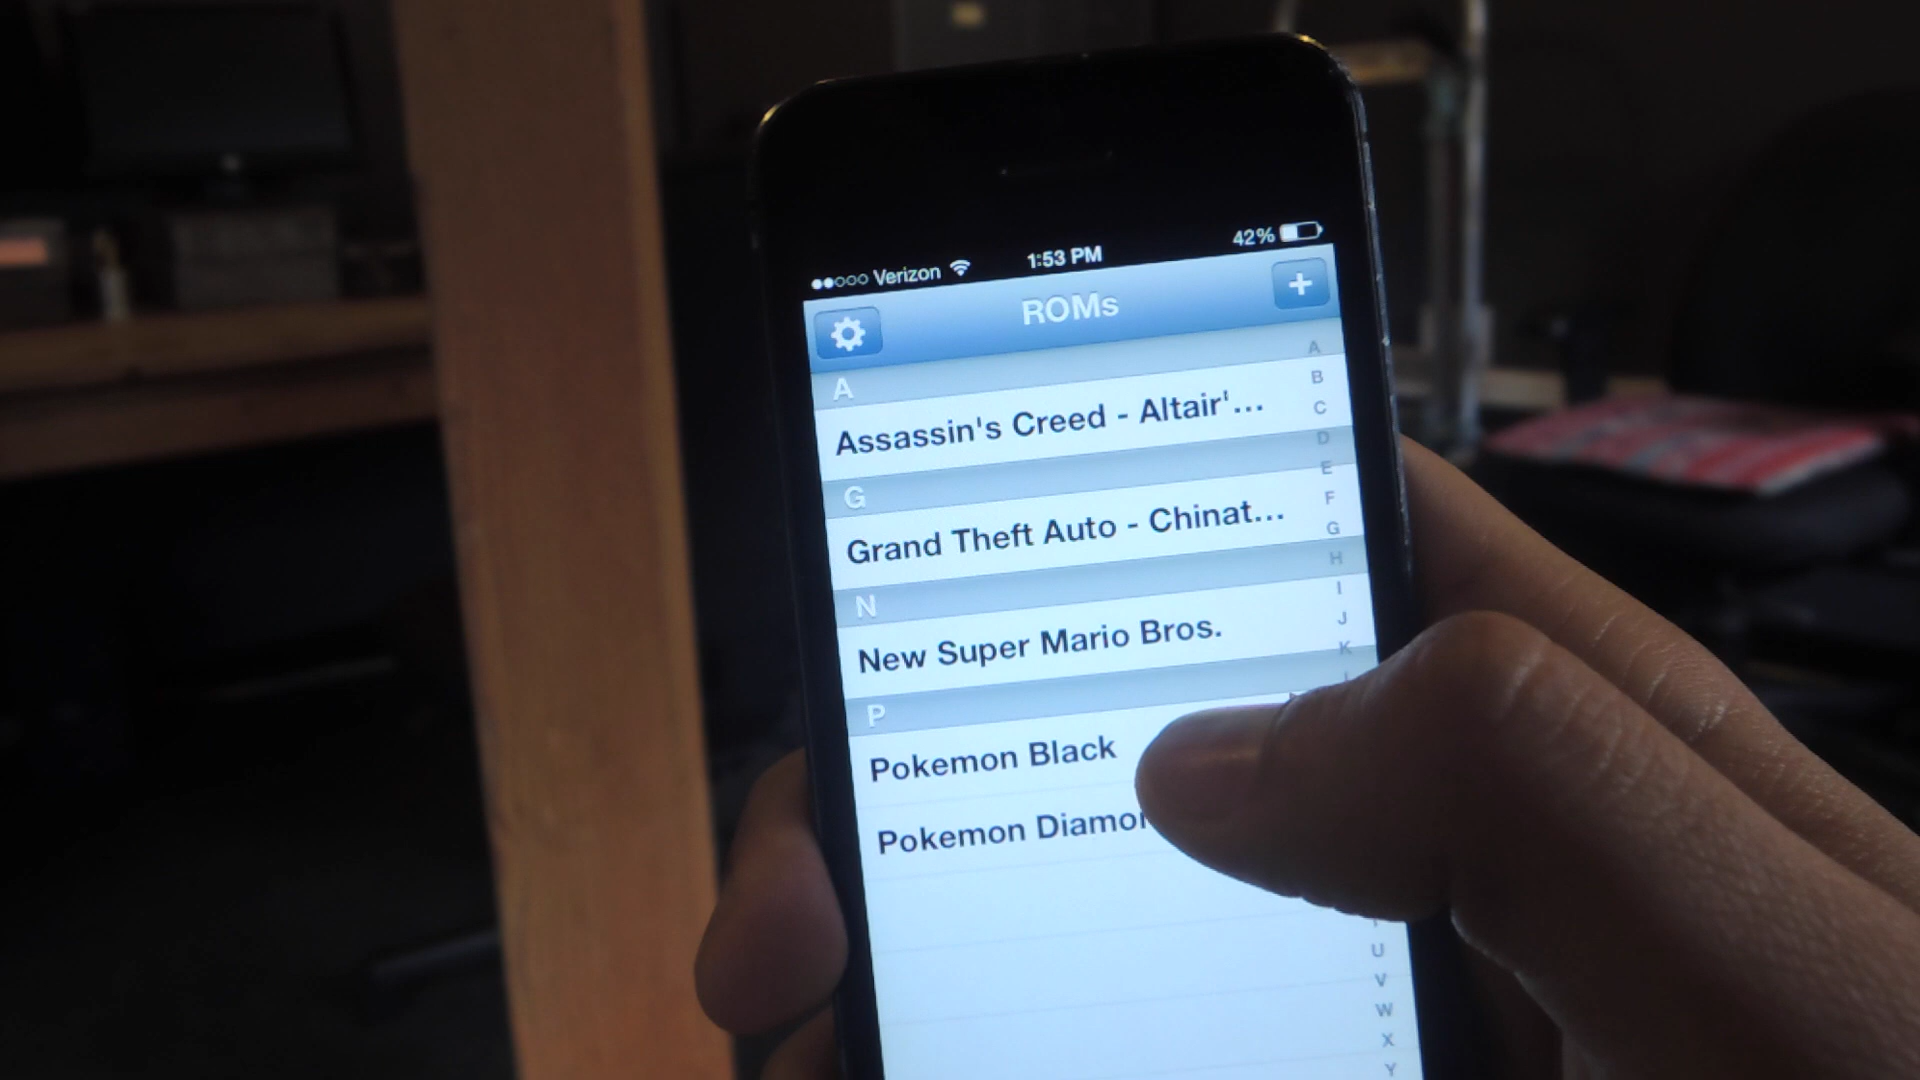 Verizon 1:53 PM 42%
ROMs
+
A
Assassin's Creed - Altair'...
G
Grand Theft Auto - Chinat...
N
New Super Mario Bros.
P
Pokemon Black
Pokemon
A
B
C
D
E
F
G
H
I
J
K
U
V
W
X
Y